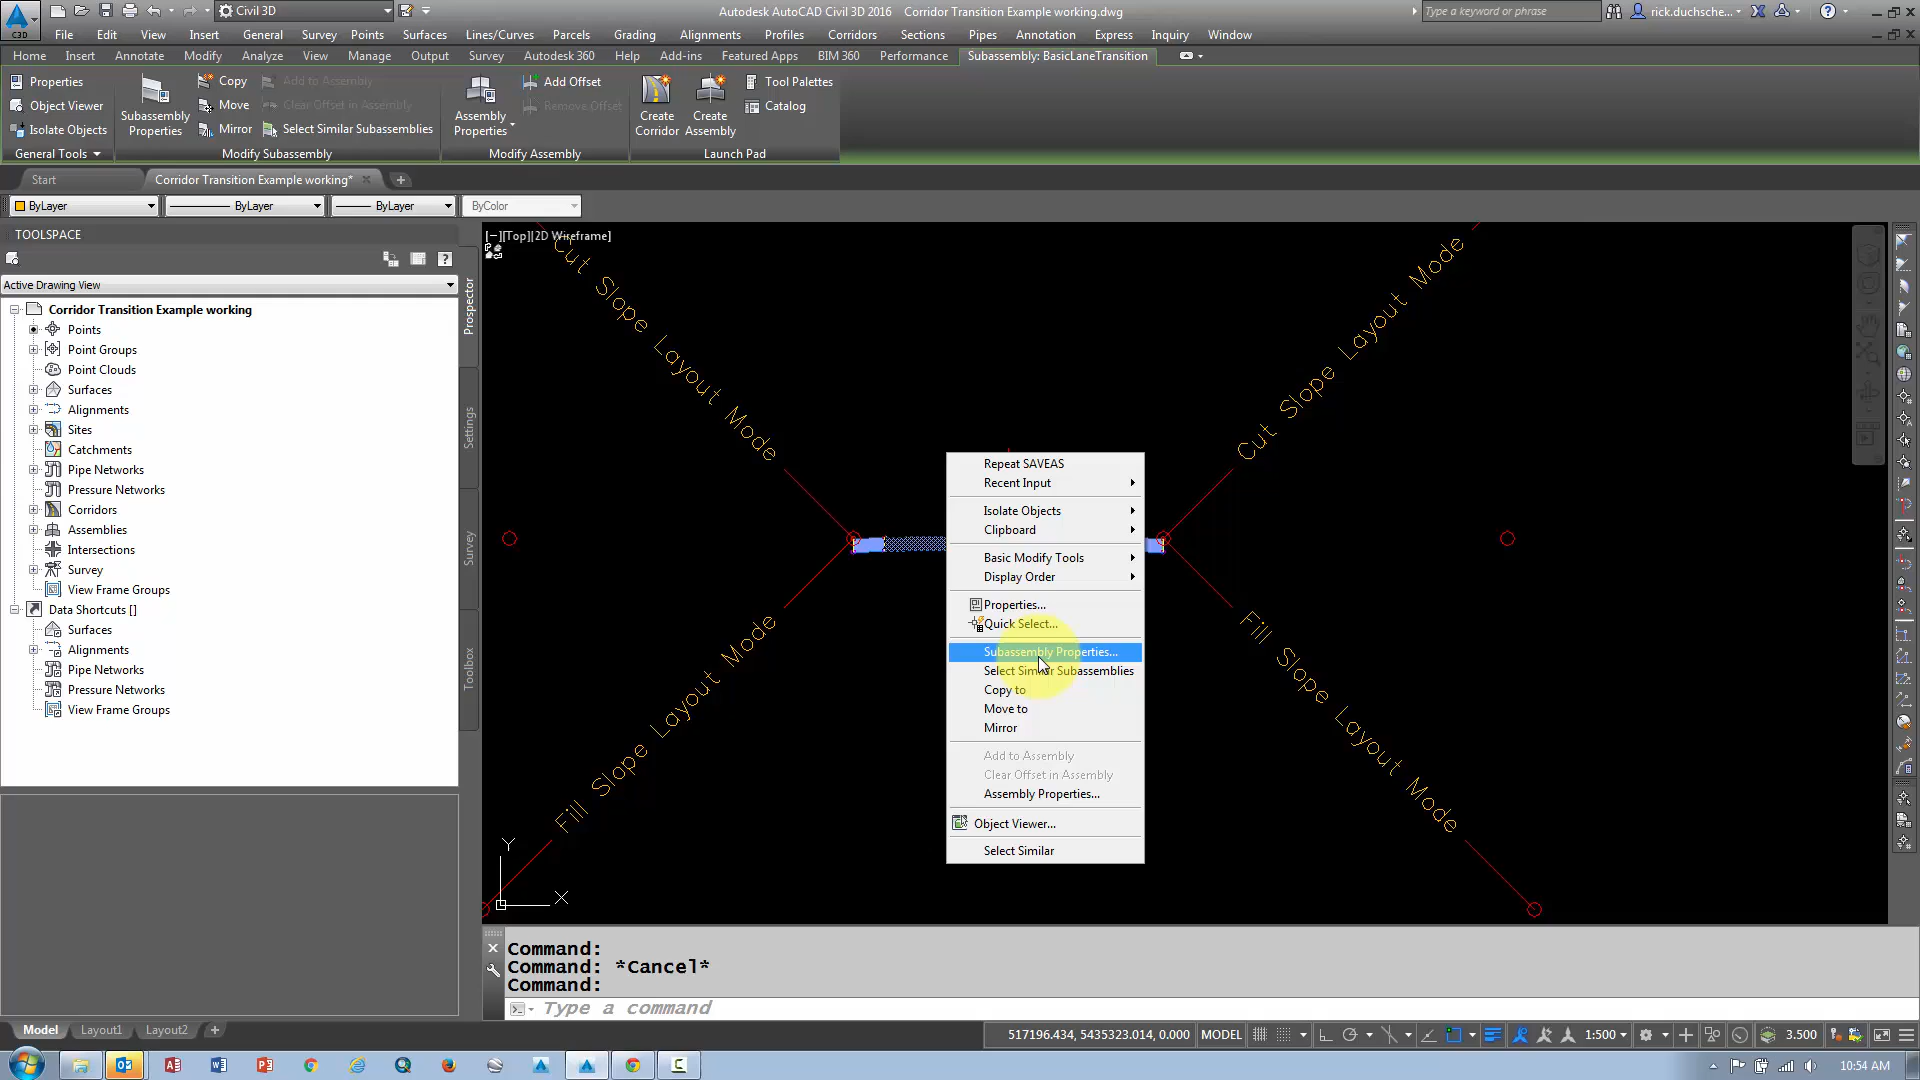 Civil 3D
Autodesk AutoCAD Civil 3D 2016 Corridor Transition Example working.dwg
Type a keyword or phrase
rick.duchsche...
C3D
File Edit View Insert General Survey Points Surfaces Lines/Curves Parcels Grading Alignments Profiles Corridors Sections Pipes Annotation Express Inquiry Window
Home Insert Annotate Modify Analyze View Manage Output Survey Autodesk 360 Help Add-ins Featured Apps BIM 360 Performance Subassembly: BasicLaneTransition
Properties
Object Viewer
Isolate Objects
General Tools
Subassembly
Properties
Copy
Move
Mirror
Add to Assembly
Clear Offset in Assembly
Select Similar Subassemblies
Modify Subassembly
Assembly
Properties
Add Offset
Remove Offset
Modify Assembly
Create
Corridor
Create
Assembly
Tool Palettes
Catalog
Launch Pad
Start
Corridor Transition Example working*
ByLayer
ByLayer
ByLayer
ByColor
TOOLSPACE
Active Drawing View
Corridor Transition Example working
Points
Point Groups
Point Clouds
Surfaces
Alignments
Sites
Catchments
Pipe Networks
Pressure Networks
Corridors
Assemblies
Intersections
Survey
View Frame Groups
Data Shortcuts []
Surfaces
Alignments
Pipe Networks
Pressure Networks
View Frame Groups
Prospector
Settings
Survey
Toolbox
[−][Top][2D Wireframe]
Cut Slope Layout Mode
Cut Slope Layout Mode
Fill Slope Layout Mode
Fill Slope Layout Mode
Y
X
Repeat SAVEAS
Recent Input
Isolate Objects
Clipboard
Basic Modify Tools
Display Order
Properties...
Quick Select...
Subassembly Properties...
Select Similar Subassemblies
Copy to
Move to
Mirror
Add to Assembly
Clear Offset in Assembly
Assembly Properties...
Object Viewer...
Select Similar
Command:
Command: *Cancel*
Command:
Type a command
Model Layout1 Layout2
517196.434, 5435323.014, 0.000 MODEL
1:500
3.500
10:54 AM